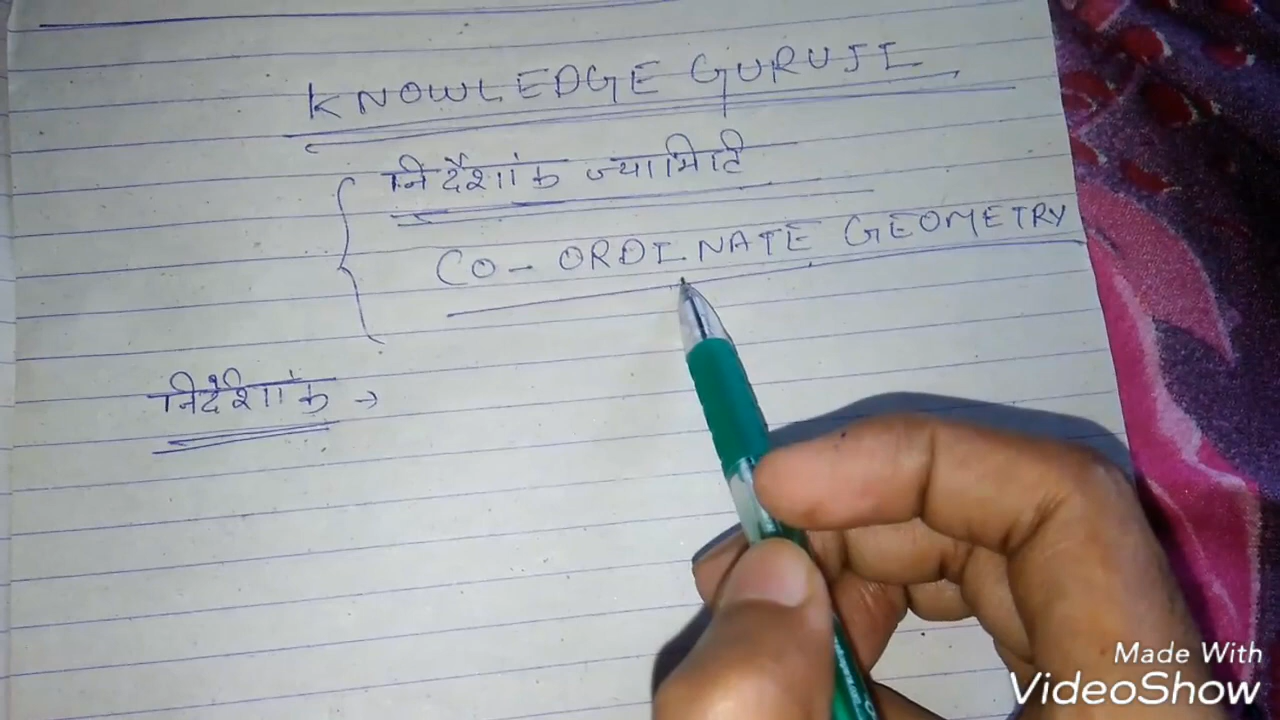 KNOWLEDGE GURUJI
निर्देशांक ज्यामिति
CO-ORDINATE GEOMETRY
निर्देशांक →
Made With
VideoShow